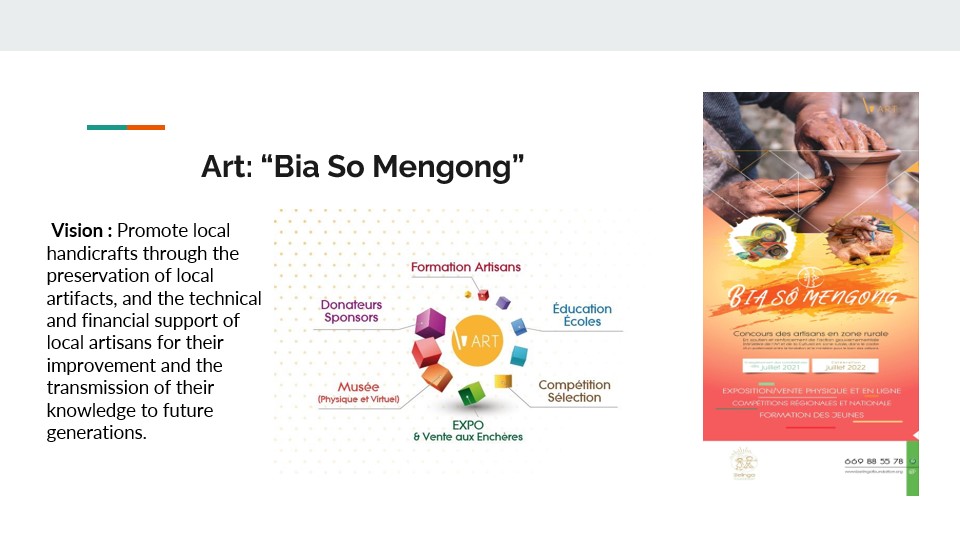 Art: “Bia So Mengong”
Vision : Promote local
handicrafts through the
preservation of local
artifacts, and the technical
and financial support of
local artisans for their
improvement and the
transmission of their
knowledge to future
generations.
Formation Artisans
Donateurs
Sponsors
Éducation
Écoles
ART
Musée
(Physique et Virtuel)
Compétition
Sélection
EXPO
& Vente aux Enchères
BIA SÔ MENGONG
Concours des artisans en zone rurale
juillet 2021
juillet 2022
EXPOSITION/VENTE PHYSIQUE ET EN LIGNE
COMPÉTITIONS RÉGIONALES ET NATIONALE
FORMATION DES JEUNES
669 88 55 78